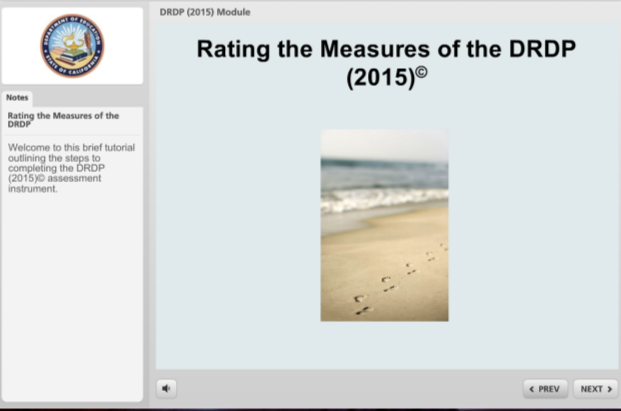 DRDP (2015) Module
DEPARTMENT OF EDUCATION
STATE OF CALIFORNIA
Notes
Rating the Measures of the
DRDP
Welcome to this brief tutorial
outlining the steps to
completing the DRDP
(2015)© assessment
instrument.
Rating the Measures of the DRDP
(2015)©
< PREV
NEXT >